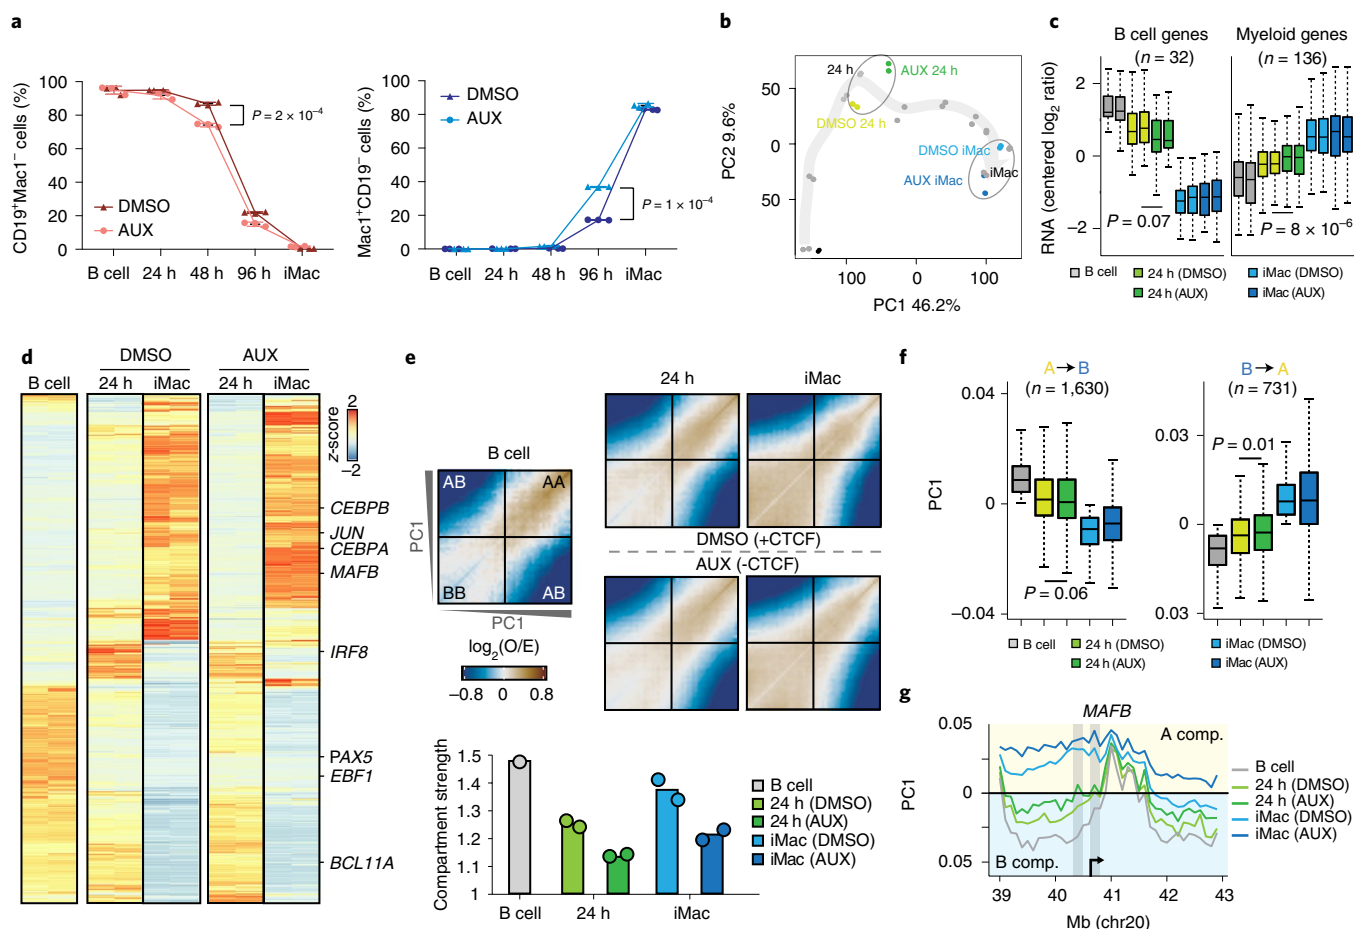 a
CD19⁺Mac1⁻ cells (%)
100
90
80
60
40
20
0
P = 2 × 10⁻⁴
DMSO
AUX
B cell 24 h 48 h 96 h iMac
Mac1⁺CD19⁻ cells (%)
100
80
60
40
20
0
DMSO
AUX
P = 1 × 10⁻⁴
B cell 24 h 48 h 96 h iMac
b
PC2 9.6%
50
0
50
24 h
AUX 24 h
DMSO 24 h
DMSO iMac
iMac
AUX iMac
100 0 100
PC1 46.2%
c
B cell genes
(n = 32)
Myeloid genes
(n = 136)
RNA (centered log₂ ratio)
2
0
−2
P = 0.07
P = 8 × 10⁻⁶
B cell
24 h (DMSO)
24 h (AUX)
iMac (DMSO)
iMac (AUX)
d
DMSO
AUX
B cell 24 h iMac 24 h iMac
2
z-score
−2
CEBPB
JUN
CEBPA
MAFB
IRF8
PAX5
EBF1
BCL11A
e
24 h
iMac
B cell
AB
AA
BB
AB
PC1
PC1
DMSO (+CTCF)
AUX (-CTCF)
log₂(O/E)
−0.8 0 0.8
Compartment strength
1.5
1.4
1.3
1.2
1.1
1
B cell 24 h iMac
B cell
24 h (DMSO)
24 h (AUX)
iMac (DMSO)
iMac (AUX)
f
A → B
(n = 1,630)
B → A
(n = 731)
PC1
0.04
0
−0.04
P = 0.06
0.03
0
0.03
P = 0.01
B cell
24 h (DMSO)
24 h (AUX)
iMac (DMSO)
iMac (AUX)
g
MAFB
PC1
0.05
0
0.05
A comp.
B comp.
39 40 41 42 43
Mb (chr20)
B cell
24 h (DMSO)
24 h (AUX)
iMac (DMSO)
iMac (AUX)